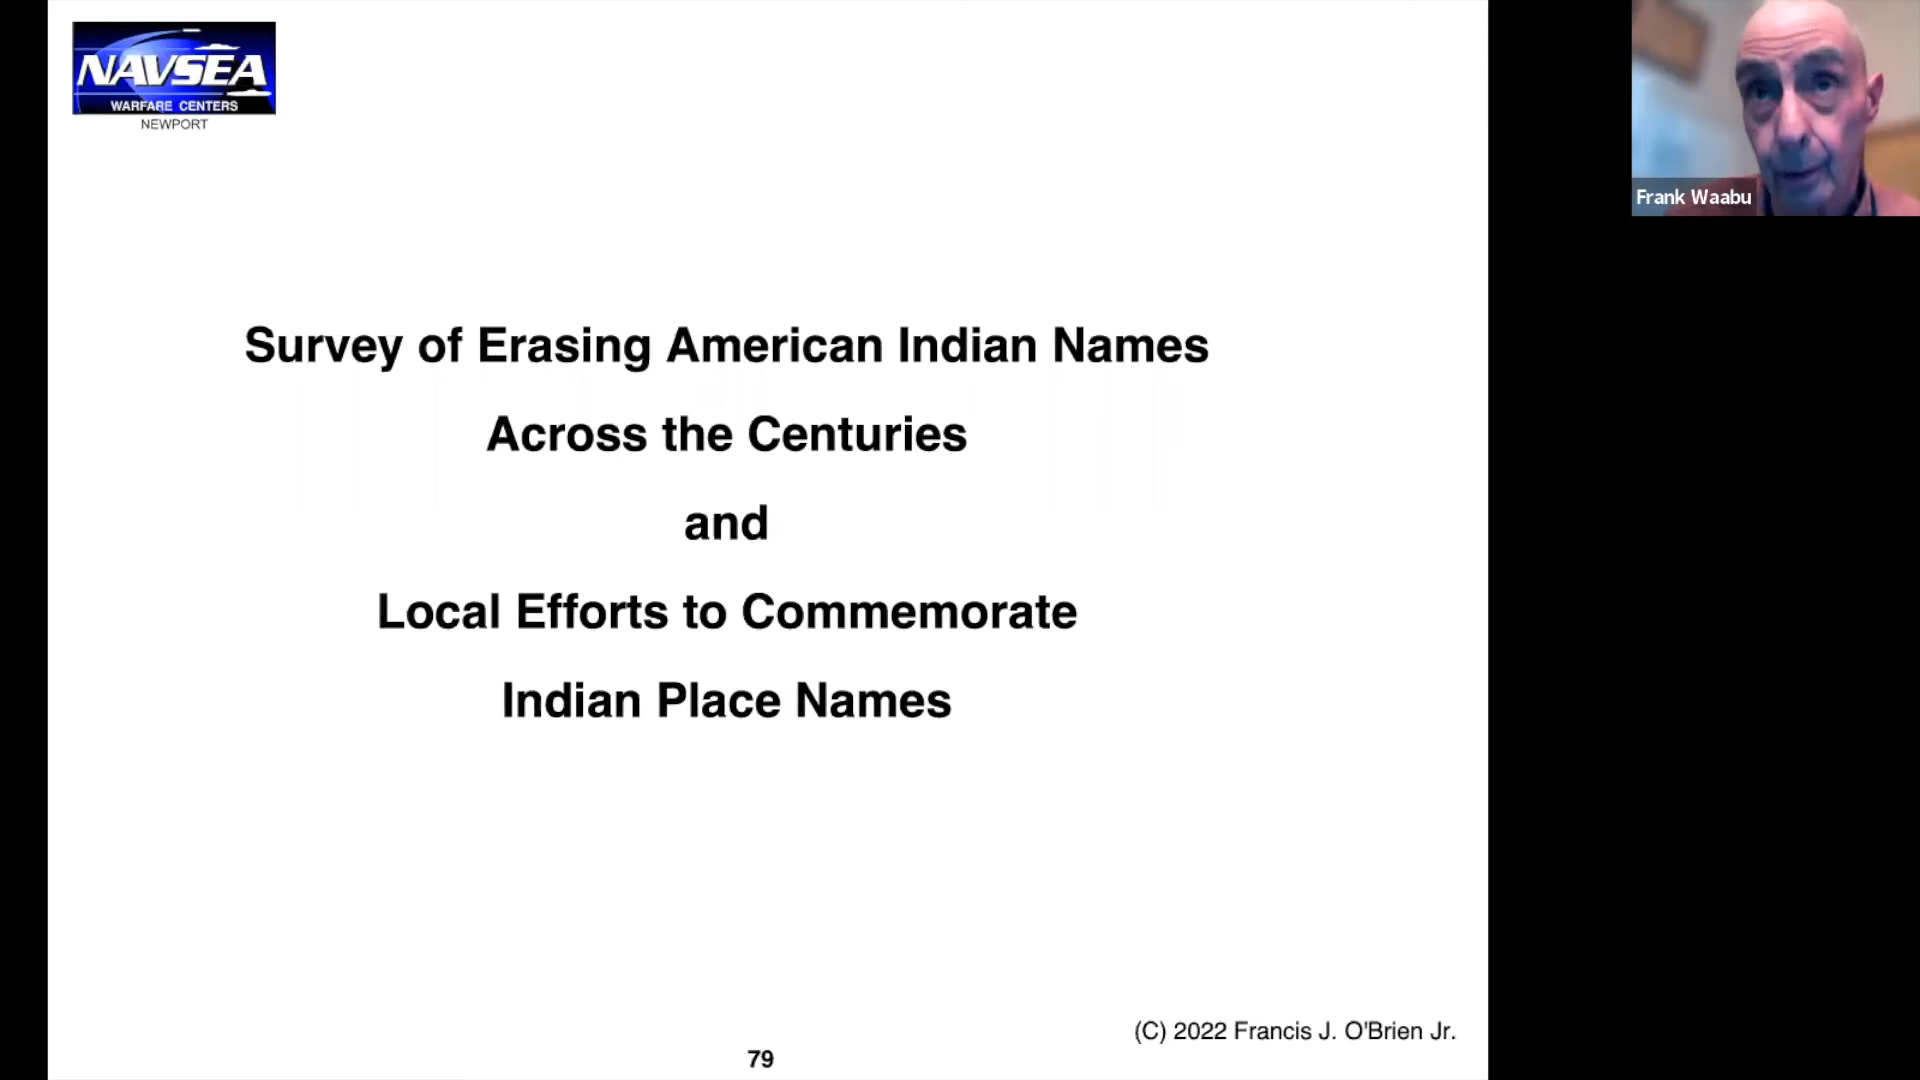 NAVSEA
WARFARE CENTERS
NEWPORT
Frank Waabu
Survey of Erasing American Indian Names
Across the Centuries
and
Local Efforts to Commemorate
Indian Place Names
(C) 2022 Francis J. O'Brien Jr.
79